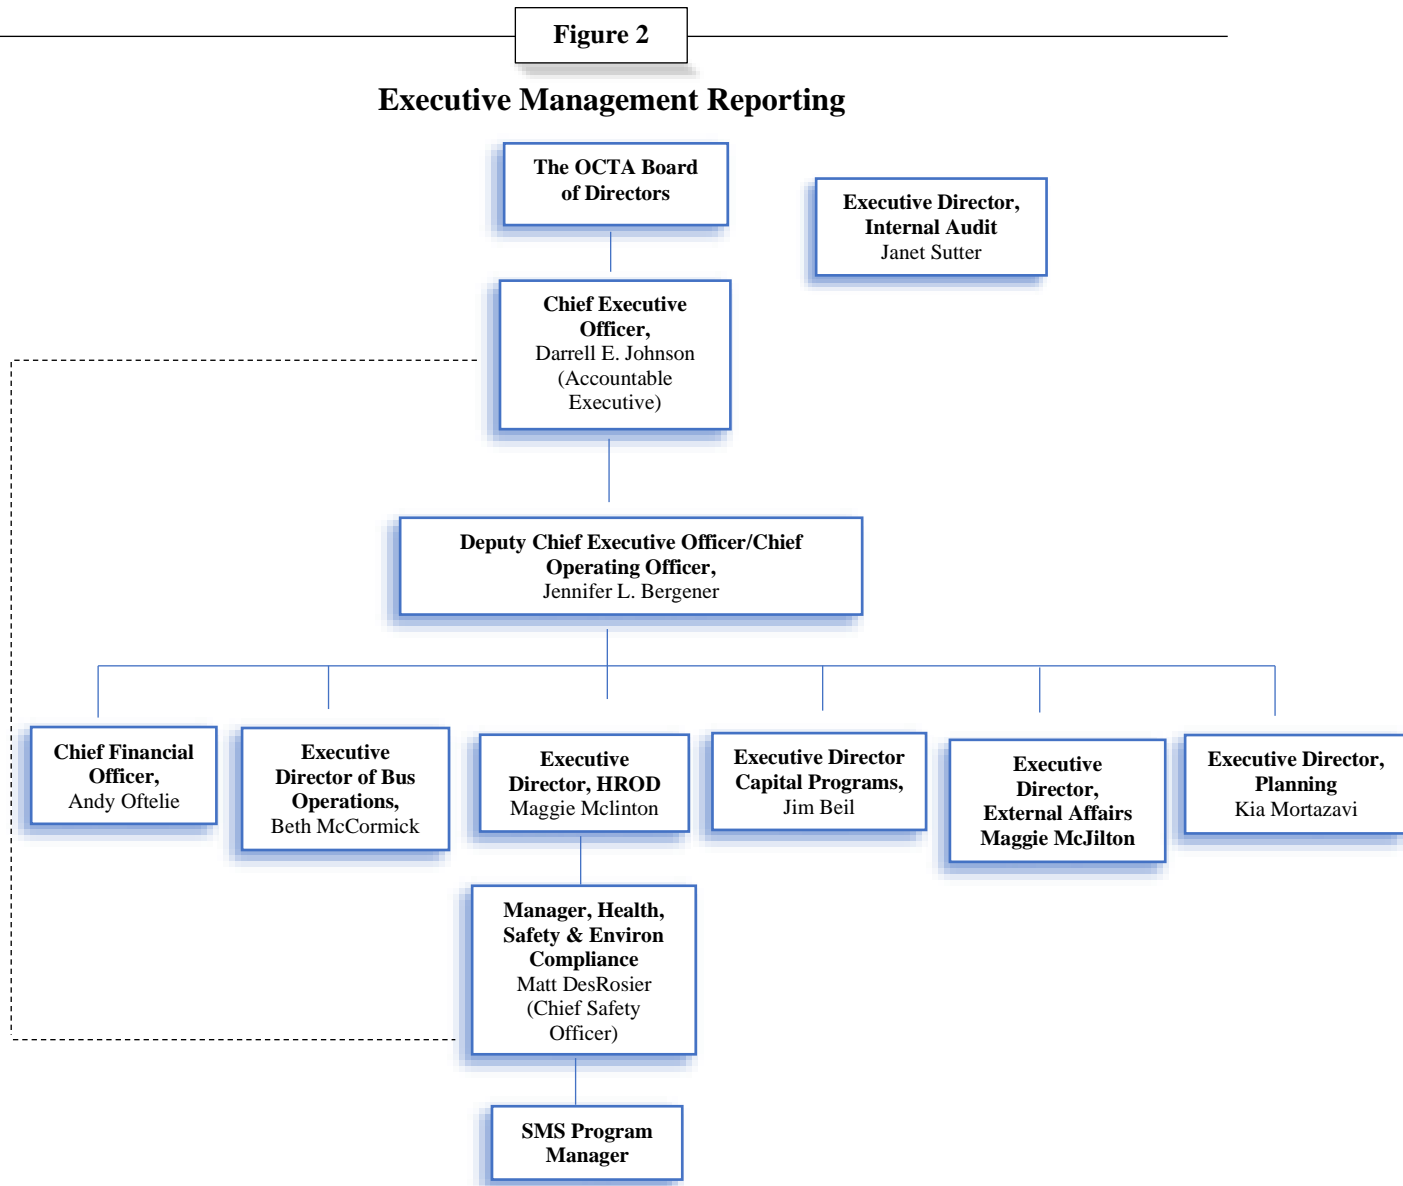 Figure 2
Executive Management Reporting
The OCTA Board
of Directors
Executive Director,
Internal Audit
Janet Sutter
Chief Executive
Officer,
Darrell E. Johnson
(Accountable
Executive)
Deputy Chief Executive Officer/Chief
Operating Officer,
Jennifer L. Bergener
Chief Financial
Officer,
Andy Oftelie
Executive
Director of Bus
Operations,
Beth McCormick
Executive
Director, HROD
Maggie Mclinton
Executive Director
Capital Programs,
Jim Beil
Executive
Director,
External Affairs
Maggie McJilton
Executive Director,
Planning
Kia Mortazavi
Manager, Health,
Safety & Environ
Compliance
Matt DesRosier
(Chief Safety
Officer)
SMS Program
Manager